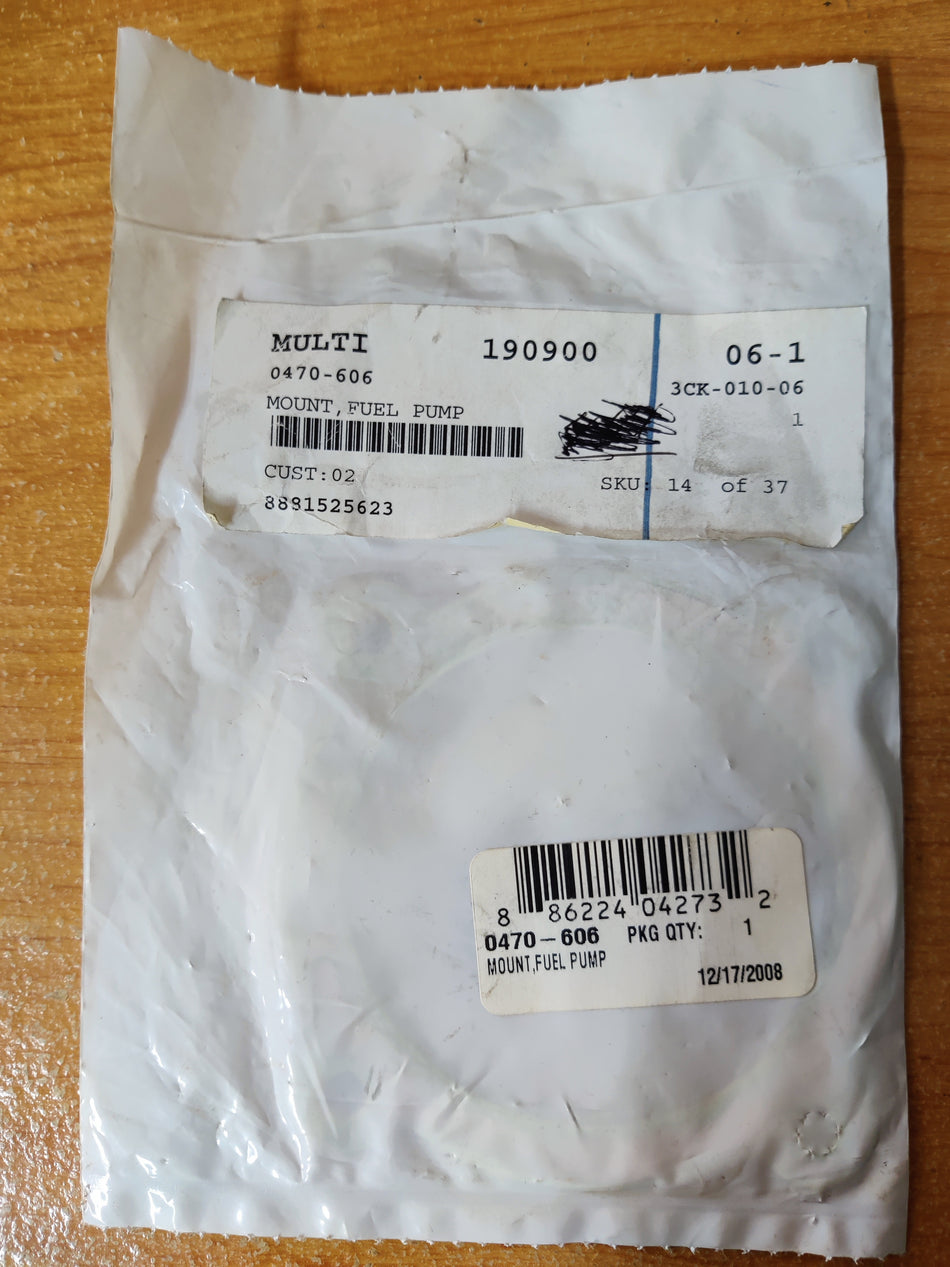 MULTI 190900 06-1
0470-606 3CK-010-06
MOUNT,FUEL PUMP 1
CUST:02 SKU: 14 of 37
8881525623
8 86224 04273 2
0470-606 PKG QTY: 1
MOUNT,FUEL PUMP
12/17/2008